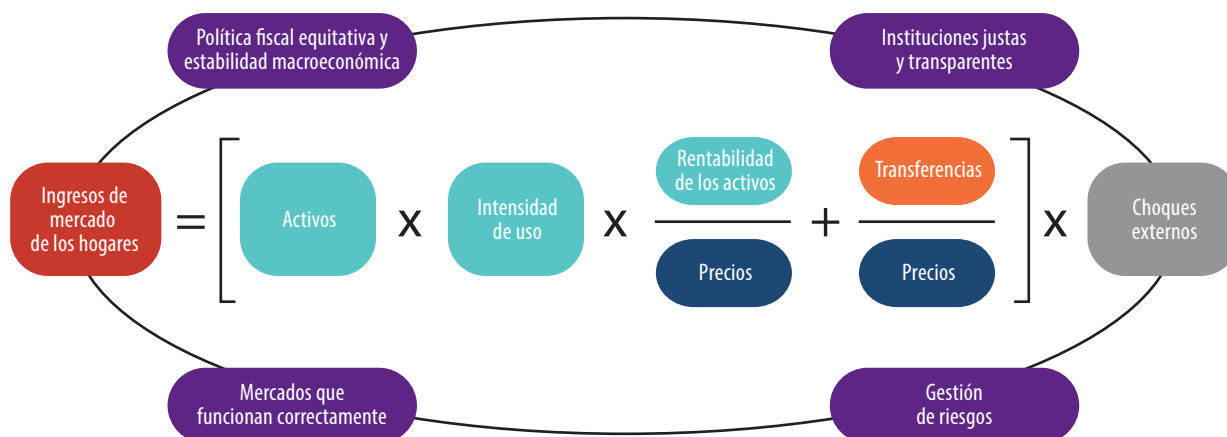 Política fiscal equitativa y
estabilidad macroeconómica
Instituciones justas
y transparentes
Ingresos de
mercado
de los hogares
=
[
Activos
x
Intensidad
de uso
x
Rentabilidad
de los activos
Precios
+
Transferencias
Precios
]
x
Choques
externos
Mercados que
funcionan correctamente
Gestión
de riesgos